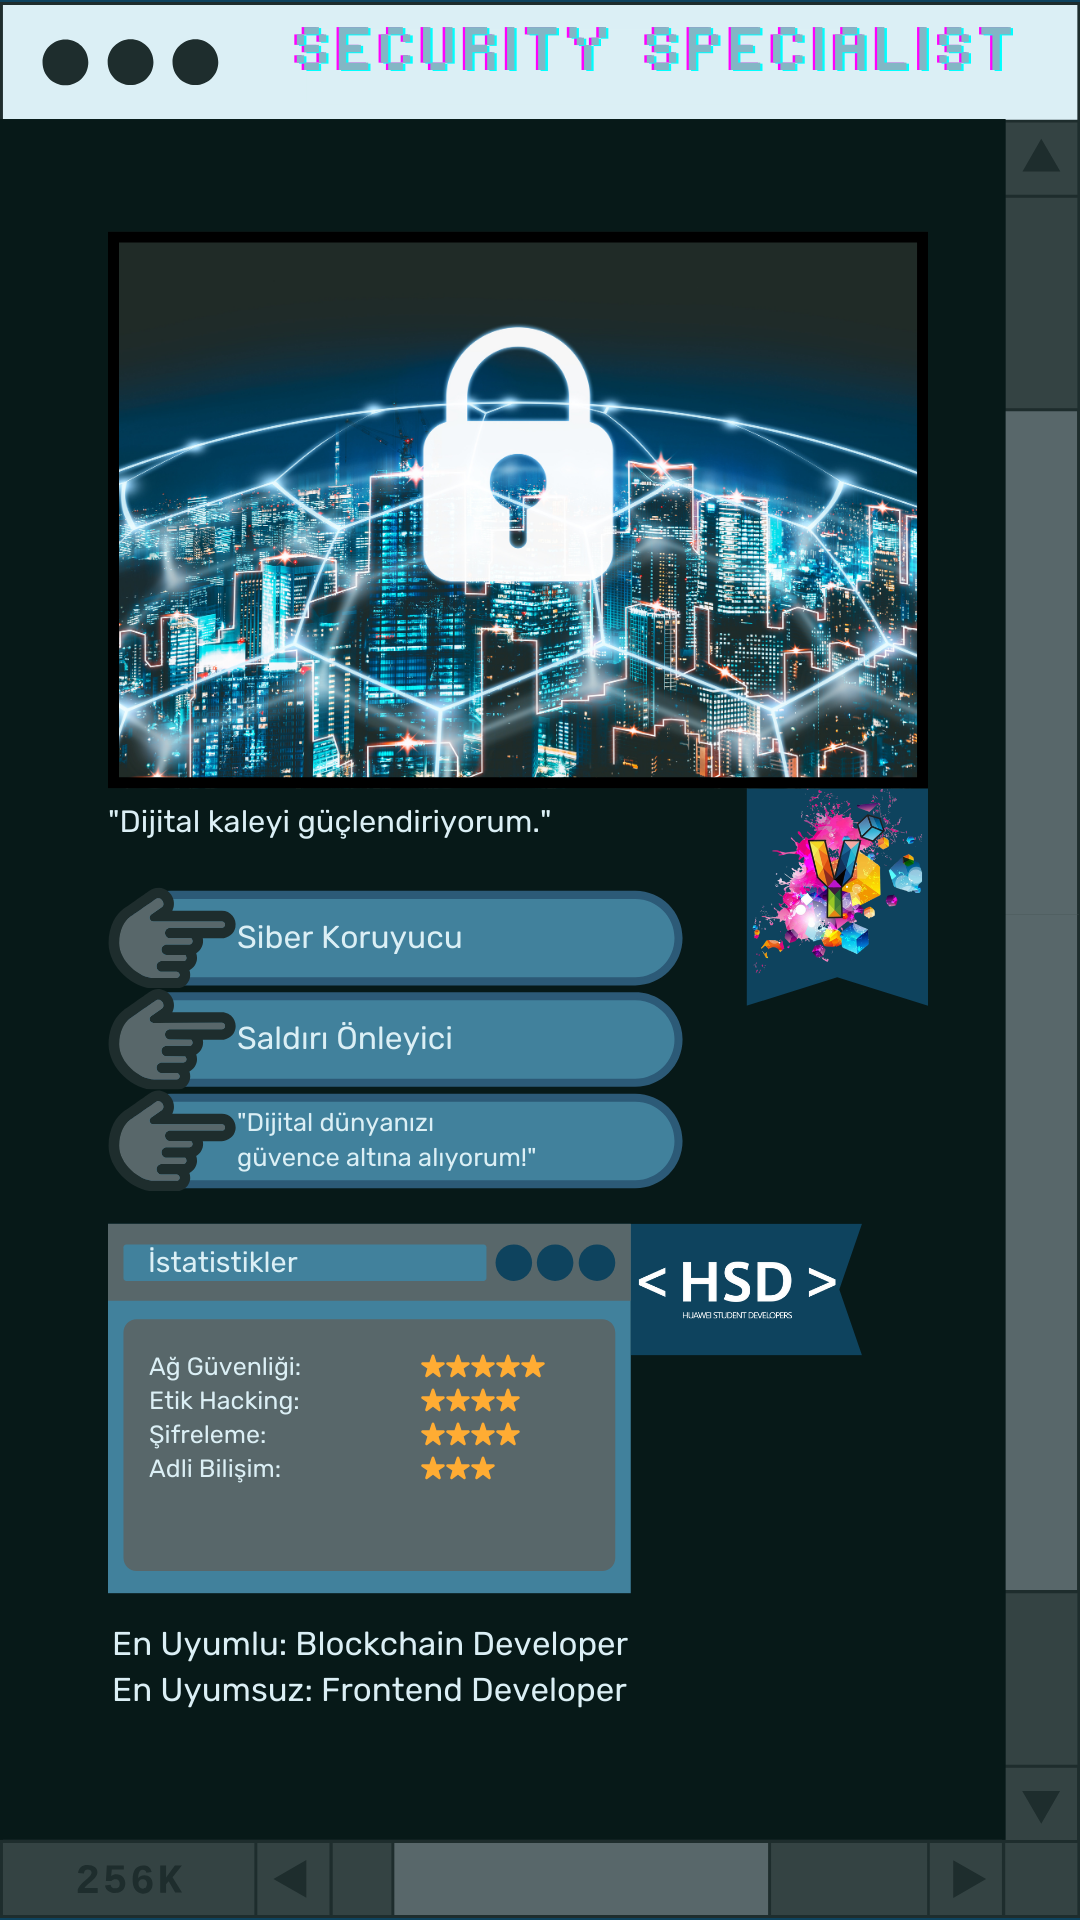 SECURITY SPECIALIST
"Dijital kaleyi güçlendiriyorum."
Siber Koruyucu
Saldırı Önleyici
"Dijital dünyanızı
güvence altına alıyorum!"
İstatistikler
< HSD >
HUAWEI STUDENT DEVELOPERS
Ağ Güvenliği: ★★★★★
Etik Hacking: ★★★★
Şifreleme: ★★★★
Adli Bilişim: ★★★
En Uyumlu: Blockchain Developer
En Uyumsuz: Frontend Developer
256K